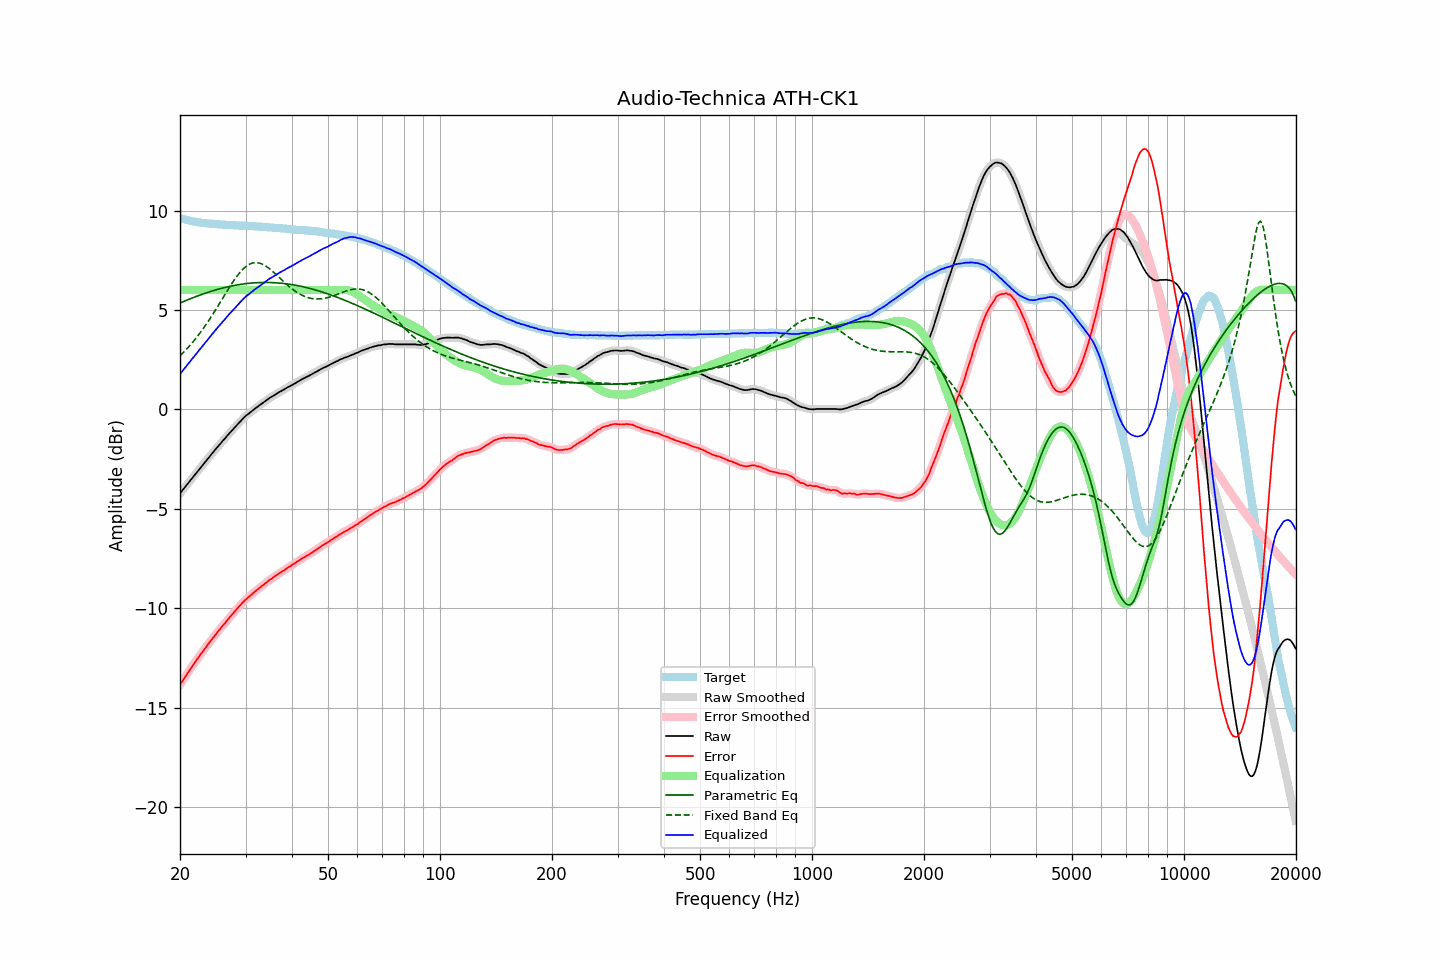 Audio-Technica ATH-CK1
Amplitude (dBr)
10
5
0
−5
−10
−15
−20
Target
Raw Smoothed
Error Smoothed
Raw
Error
Equalization
Parametric Eq
Fixed Band Eq
Equalized
20 50 100 200 500 1000 2000 5000 10000 20000
Frequency (Hz)